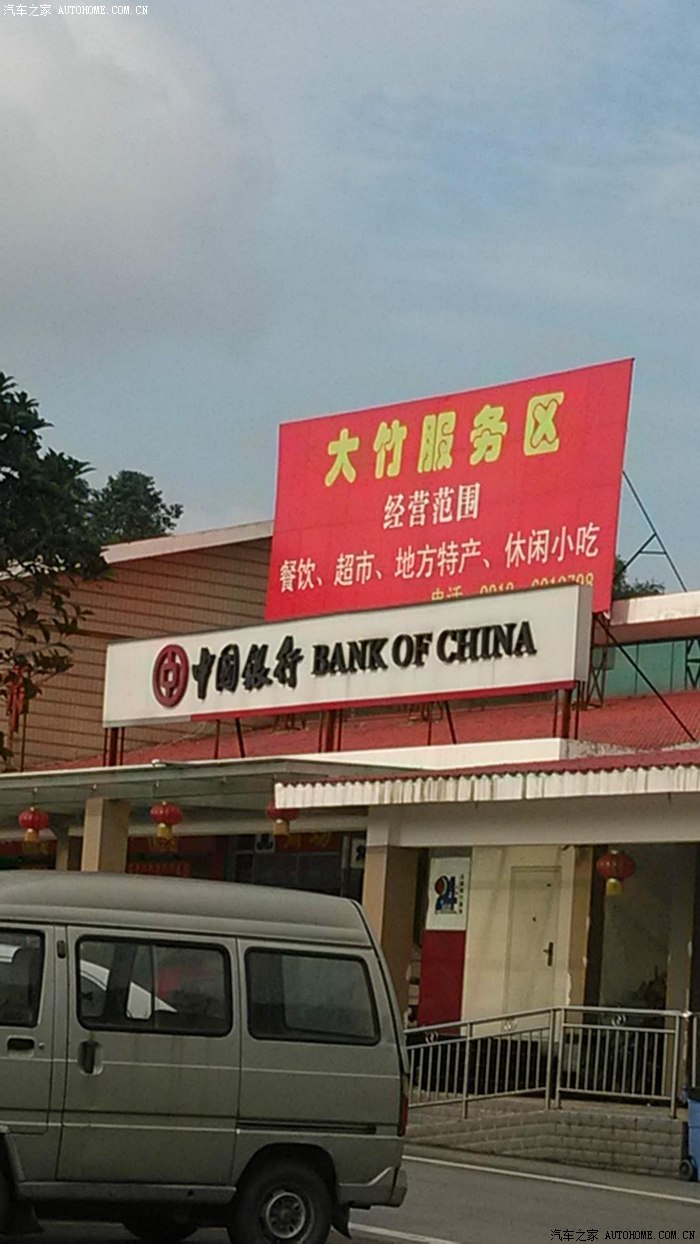 汽车之家 AUTOHOME.COM.CN
大竹服务区
经营范围
餐饮、超市、地方特产、休闲小吃
中国银行 BANK OF CHINA
24
汽车之家 AUTOHOME.COM.CN